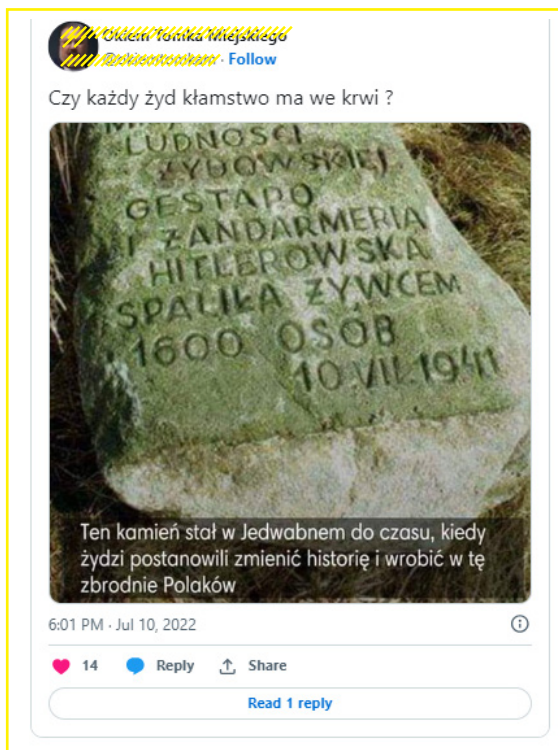 · Follow
Czy każdy żyd kłamstwo ma we krwi ?
LUDNOŚCI
ŻYDOWSKIEJ
GESTAPO
I ŻANDARMERIA
HITLEROWSKA
SPALIŁA ŻYWCEM
1600 OSÓB
10.VII.1941
Ten kamień stał w Jedwabnem do czasu, kiedy
żydzi postanowili zmienić historię i wrobić w tę
zbrodnie Polaków
6:01 PM · Jul 10, 2022
14 Reply Share
Read 1 reply